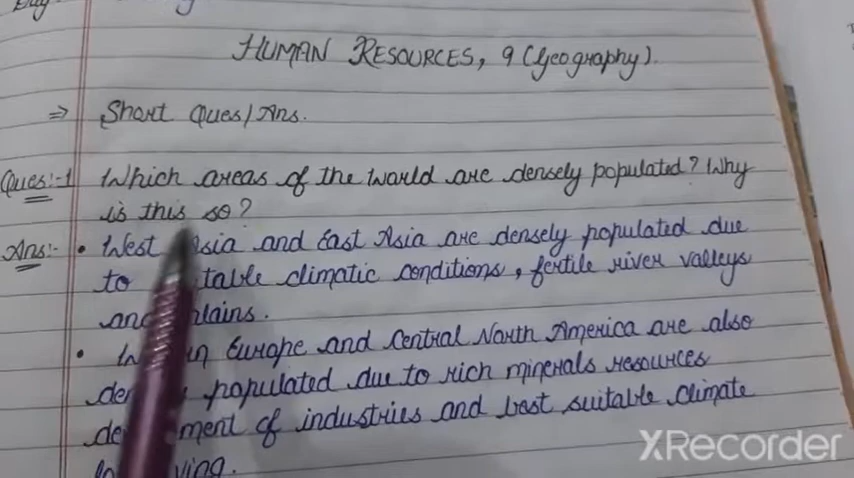 HUMAN RESOURCES, 9 (Geography).
⇒ Short Ques/Ans.
Ques:-1 Which areas of the world are densely populated? Why
is this so?
Ans:- • West Asia and East Asia are densely populated due
to climatic conditions, fertile river valleys
and plains.
• Europe and Central North America are also
populated due to rich minerals resources
of industries and best suitable climate
XRecorder